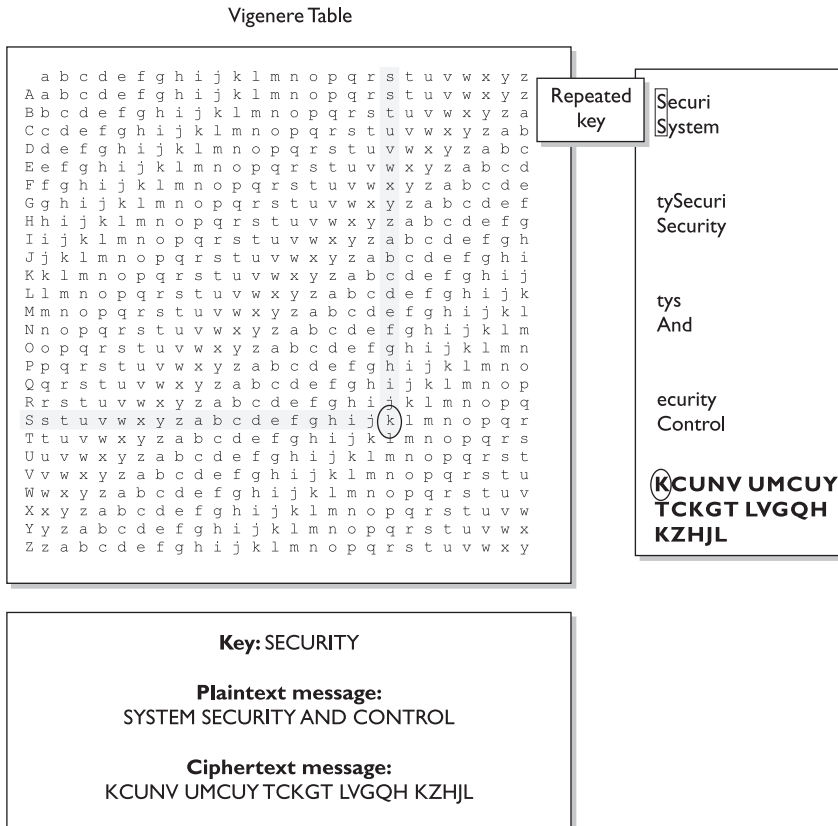 Vigenere Table
a b c d e f g h i j k l m n o p q r s t u v w x y z
A a b c d e f g h i j k l m n o p q r s t u v w x y z
B b c d e f g h i j k l m n o p q r s t u v w x y z a
C c d e f g h i j k l m n o p q r s t u v w x y z a b
D d e f g h i j k l m n o p q r s t u v w x y z a b c
E e f g h i j k l m n o p q r s t u v w x y z a b c d
F f g h i j k l m n o p q r s t u v w x y z a b c d e
G g h i j k l m n o p q r s t u v w x y z a b c d e f
H h i j k l m n o p q r s t u v w x y z a b c d e f g
I i j k l m n o p q r s t u v w x y z a b c d e f g h
J j k l m n o p q r s t u v w x y z a b c d e f g h i
K k l m n o p q r s t u v w x y z a b c d e f g h i j
L l m n o p q r s t u v w x y z a b c d e f g h i j k
M m n o p q r s t u v w x y z a b c d e f g h i j k l
N n o p q r s t u v w x y z a b c d e f g h i j k l m
O o p q r s t u v w x y z a b c d e f g h i j k l m n
P p q r s t u v w x y z a b c d e f g h i j k l m n o
Q q r s t u v w x y z a b c d e f g h i j k l m n o p
R r s t u v w x y z a b c d e f g h i j k l m n o p q
S s t u v w x y z a b c d e f g h i j k l m n o p q r
T t u v w x y z a b c d e f g h i j k l m n o p q r s
U u v w x y z a b c d e f g h i j k l m n o p q r s t
V v w x y z a b c d e f g h i j k l m n o p q r s t u
W w x y z a b c d e f g h i j k l m n o p q r s t u v
X x y z a b c d e f g h i j k l m n o p q r s t u v w
Y y z a b c d e f g h i j k l m n o p q r s t u v w x
Z z a b c d e f g h i j k l m n o p q r s t u v w x y
Repeated
key
Securi
System
tySecuri
Security
tys
And
ecurity
Control
KCUNV UMCUY
TCKGT LVGQH
KZHJL
Key: SECURITY
Plaintext message:
SYSTEM SECURITY AND CONTROL
Ciphertext message:
KCUNV UMCUY TCKGT LVGQH KZHJL